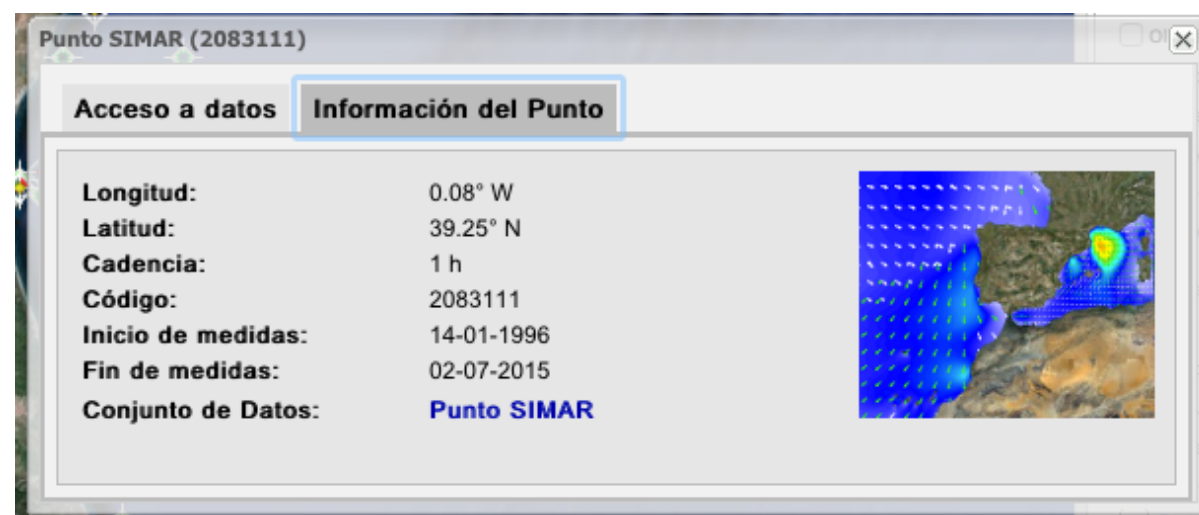 Punto SIMAR (2083111)
Acceso a datos Información del Punto
Longitud: 0.08° W
Latitud: 39.25° N
Cadencia: 1 h
Código: 2083111
Inicio de medidas: 14-01-1996
Fin de medidas: 02-07-2015
Conjunto de Datos: Punto SIMAR